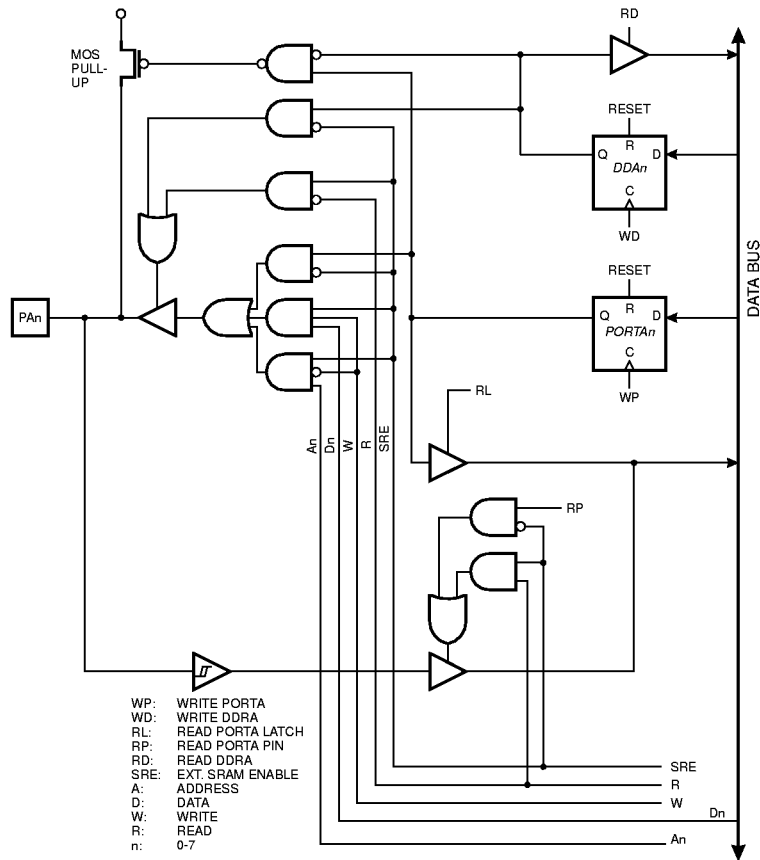 RD
MOS
PULL-
UP
RESET
R
Q
D
DDAn
C
WD
DATA BUS
RESET
R
Q
D
PORTAn
C
WP
PAn
RL
An
Dn
W
R
SRE
RP
WP: WRITE PORTA
WD: WRITE DDRA
RL: READ PORTA LATCH
RP: READ PORTA PIN
RD: READ DDRA
SRE: EXT. SRAM ENABLE
A: ADDRESS
D: DATA
W: WRITE
R: READ
n: 0-7
SRE
R
W
Dn
An